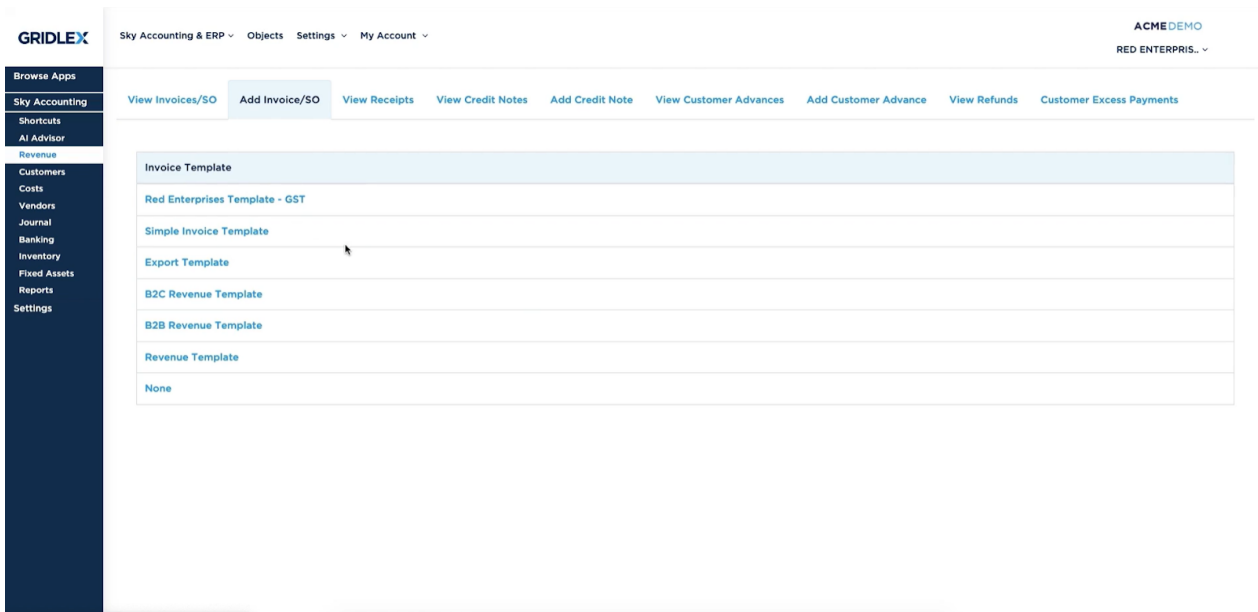 GRIDLEX
Sky Accounting & ERP Objects Settings My Account
ACMEDEMO
RED ENTERPRIS..
Browse Apps
Sky Accounting
Shortcuts
AI Advisor
Revenue
Customers
Costs
Vendors
Journal
Banking
Inventory
Fixed Assets
Reports
Settings
View Invoices/SO Add Invoice/SO View Receipts View Credit Notes Add Credit Note View Customer Advances Add Customer Advance View Refunds Customer Excess Payments
Invoice Template
Red Enterprises Template - GST
Simple Invoice Template
Export Template
B2C Revenue Template
B2B Revenue Template
Revenue Template
None